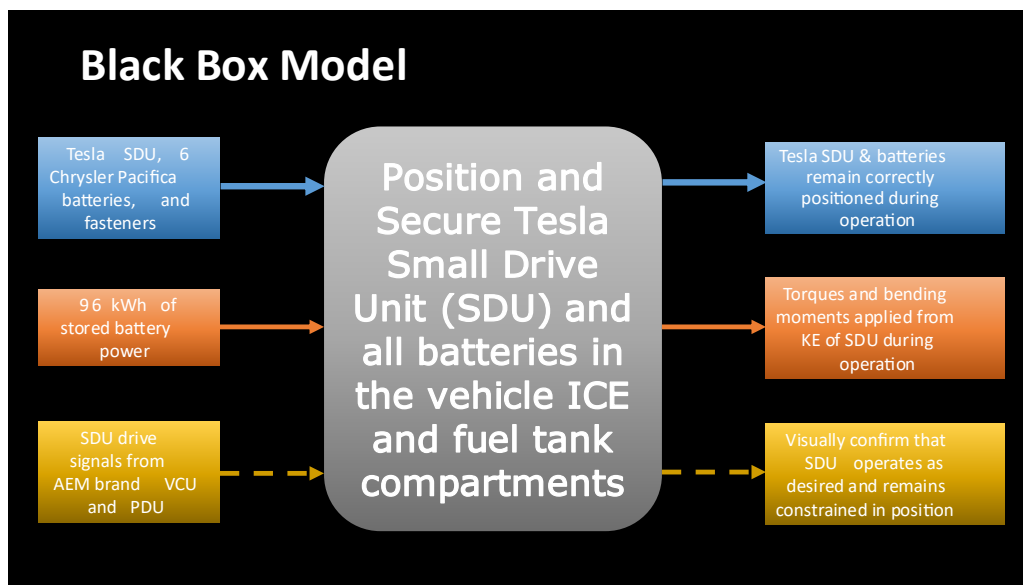 Black Box Model
Tesla SDU, 6
Chrysler Pacifica
batteries, and
fasteners
96 kWh of
stored battery
power
SDU drive
signals from
AEM brand VCU
and PDU
Position and
Secure Tesla
Small Drive
Unit (SDU) and
all batteries in
the vehicle ICE
and fuel tank
compartments
Tesla SDU & batteries
remain correctly
positioned during
operation
Torques and bending
moments applied from
KE of SDU during
operation
Visually confirm that
SDU operates as
desired and remains
constrained in position